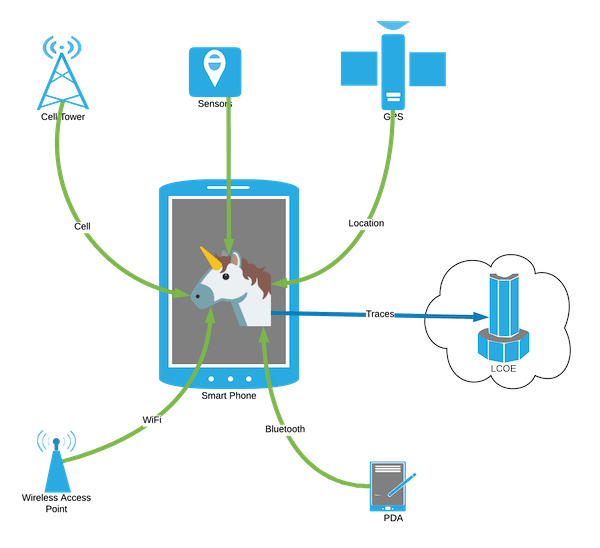 Cell Tower
Sensors
GPS
Cell
Location
Traces
LCOE
Smart Phone
WiFi
Bluetooth
Wireless Access
Point
PDA